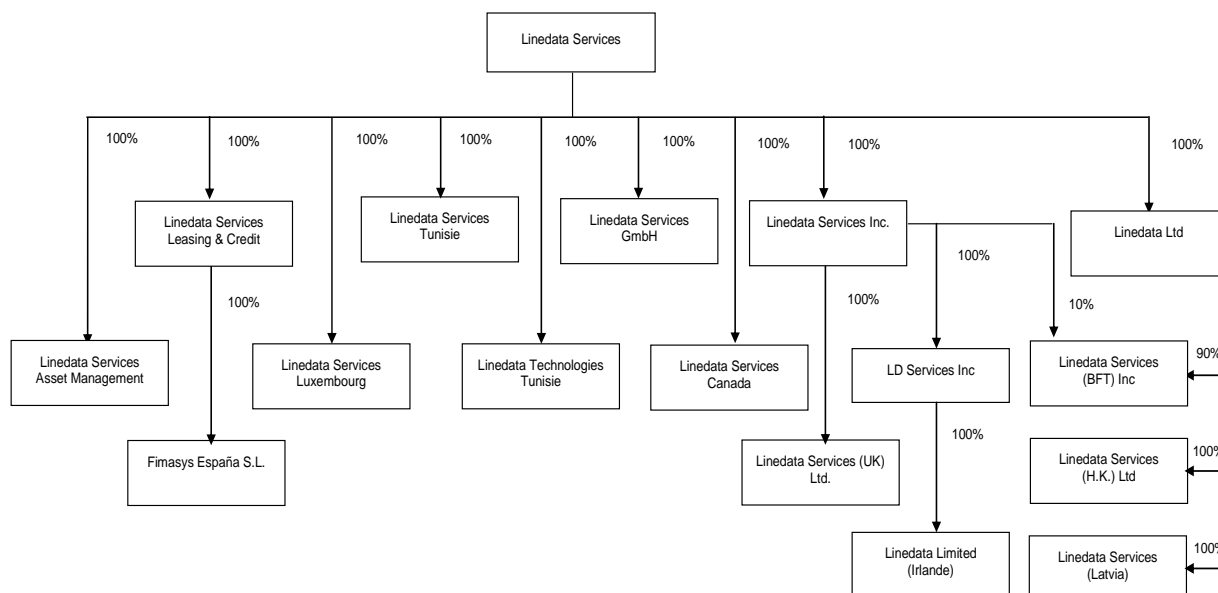 Linedata Services
100%
100%
100%
100%
100%
100%
100%
100%
100%
Linedata Services
Leasing & Credit
Linedata Services
Tunisie
Linedata Services
GmbH
Linedata Services Inc.
Linedata Ltd
100%
100%
100%
10%
Linedata Services
Asset Management
Linedata Services
Luxembourg
Linedata Technologies
Tunisie
Linedata Services
Canada
LD Services Inc
Linedata Services
(BFT) Inc
90%
100%
Fimasys España S.L.
Linedata Services (UK)
Ltd.
Linedata Services
(H.K.) Ltd
100%
Linedata Limited
(Irlande)
Linedata Services
(Latvia)
100%